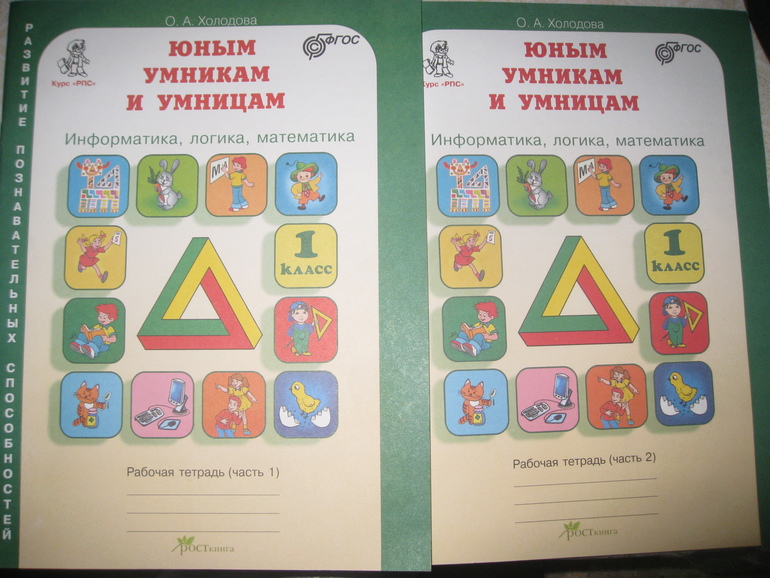 РАЗВИТИЕ ПОЗНАВАТЕЛЬНЫХ СПОСОБНОСТЕЙ
О. А. Холодова
Курс «РПС»
ФГОС
ЮНЫМ
УМНИКАМ
И УМНИЦАМ
Информатика, логика, математика
1
КЛАСС
Рабочая тетрадь (часть 1)
РОСТкнига
О. А. Холодова
Курс «РПС»
ФГОС
ЮНЫМ
УМНИКАМ
И УМНИЦАМ
Информатика, логика, математика
1
КЛАСС
Рабочая тетрадь (часть 2)
РОСТкнига